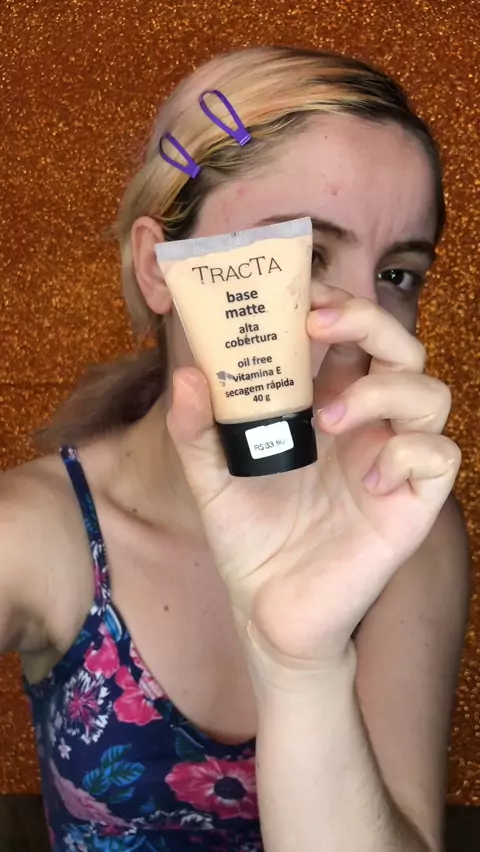 TRACTA
base
matte
alta
cobertura
oil free
vitamina E
secagem rápida
40 g